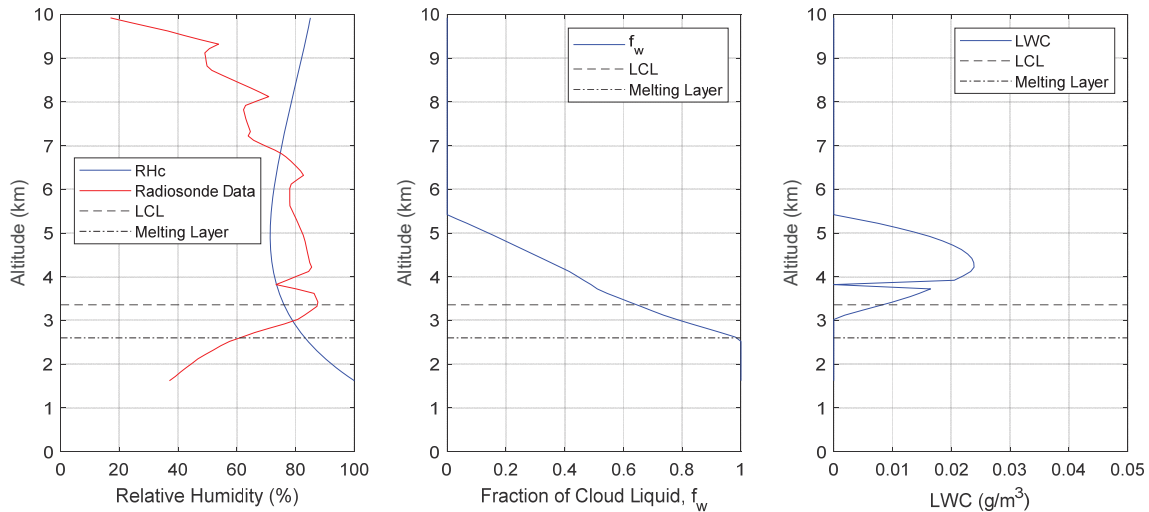 10
9
8
7
6
5
4
3
2
1
0
Altitude (km)
RHc
Radiosonde Data
LCL
Melting Layer
0 20 40 60 80 100
Relative Humidity (%)
10
9
8
7
6
5
4
3
2
1
0
Altitude (km)
f_w
LCL
Melting Layer
0 0.2 0.4 0.6 0.8 1
Fraction of Cloud Liquid, f_w
10
9
8
7
6
5
4
3
2
1
0
Altitude (km)
LWC
LCL
Melting Layer
0 0.01 0.02 0.03 0.04 0.05
LWC (g/m³)